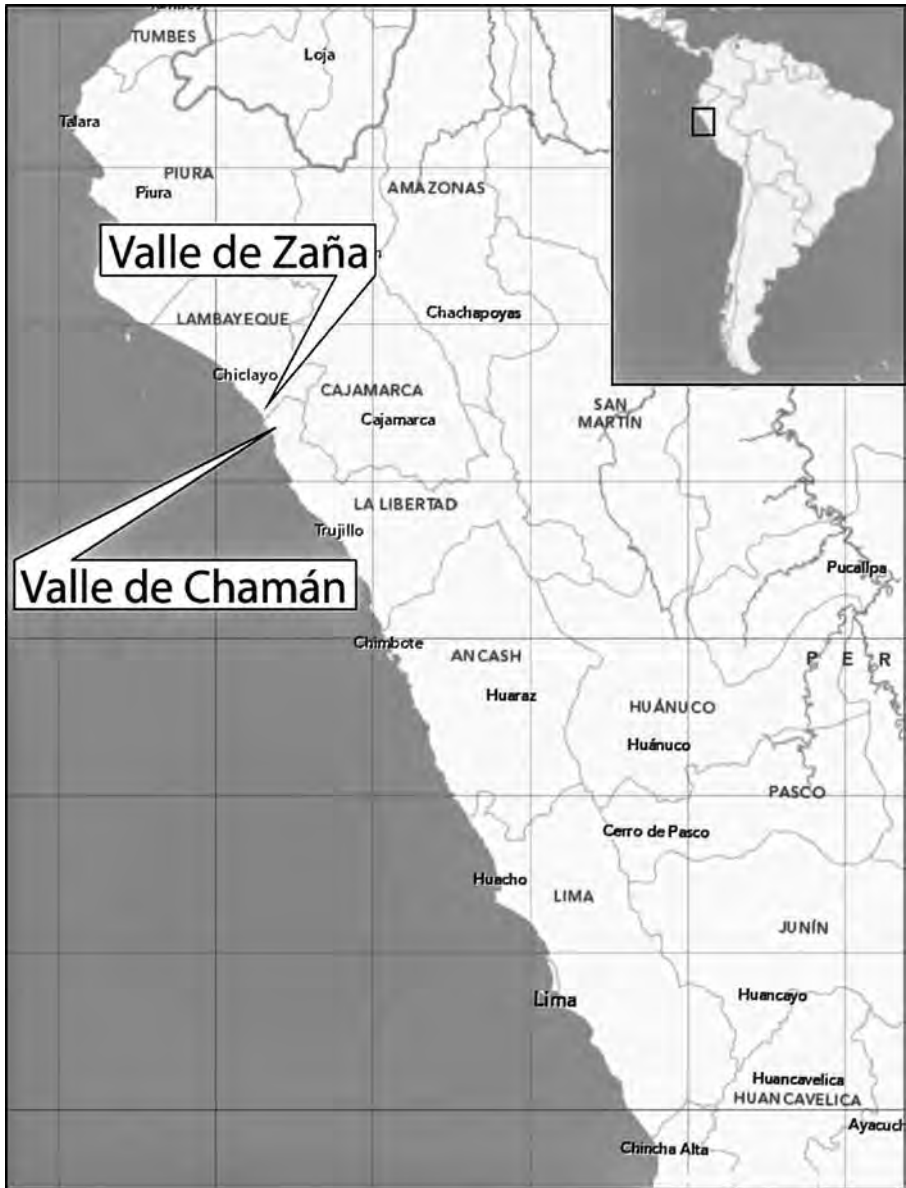 TUMBES
Loja
Talara
PIURA
Piura
AMAZONAS
Valle de Zaña
LAMBAYEQUE
Chachapoyas
Chiclayo
CAJAMARCA
Cajamarca
SAN
MARTÍN
LA LIBERTAD
Trujillo
Valle de Chamán
Pucallpa
Chimbote
ANCASH
P E R
Huaraz
HUÁNUCO
Huánuco
PASCO
Cerro de Pasco
Huacho
LIMA
JUNÍN
Lima
Huancayo
Huancavelica
HUANCAVELICA
Ayacuch
Chincha Alta